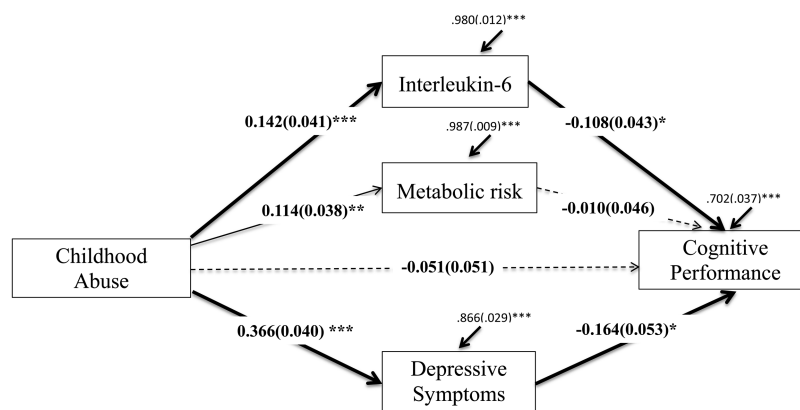 .980(.012)***
Interleukin-6
0.142(0.041)***
-0.108(0.043)*
.987(.009)***
Metabolic risk
0.114(0.038)**
-0.010(0.046)
.702(.037)***
Childhood
Abuse
-0.051(0.051)
Cognitive
Performance
0.366(0.040) ***
.866(.029)***
-0.164(0.053)*
Depressive
Symptoms